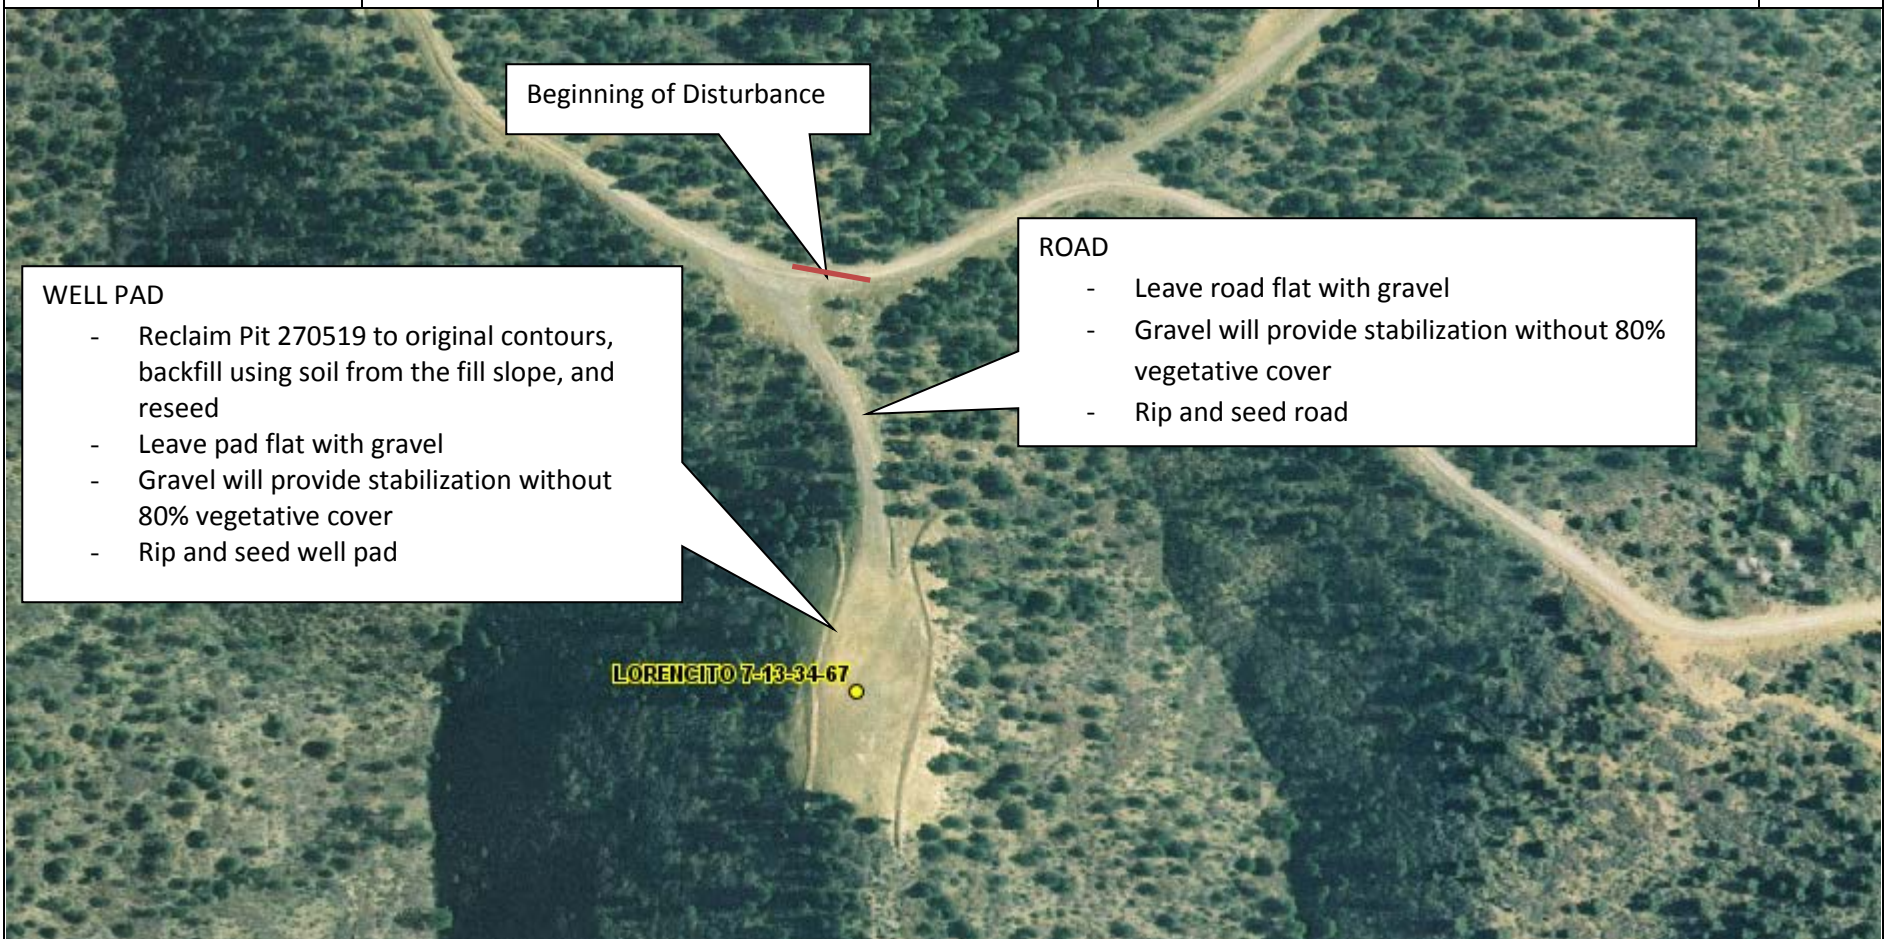 Beginning of Disturbance
WELL PAD
- Reclaim Pit 270519 to original contours,
backfill using soil from the fill slope, and
reseed
- Leave pad flat with gravel
- Gravel will provide stabilization without
80% vegetative cover
- Rip and seed well pad
ROAD
- Leave road flat with gravel
- Gravel will provide stabilization without 80%
vegetative cover
- Rip and seed road
LORENCITO 7-13-34-67